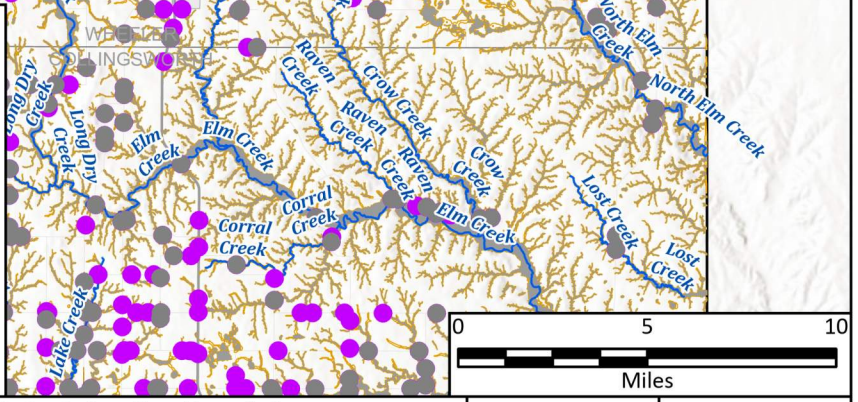 North Elm
Creek
WHEELER
COLLINGSWORTH
Long Dry
Creek
Raven
Creek
Crow Creek
North Elm Creek
Long Dry
Creek
Elm
Creek
Elm Creek
Raven
Creek
Raven
Creek
Crow
Creek
Corral
Creek
Corral
Creek
Elm Creek
Lost Creek
Lost
Creek
Lake Creek
0 5 10
Miles